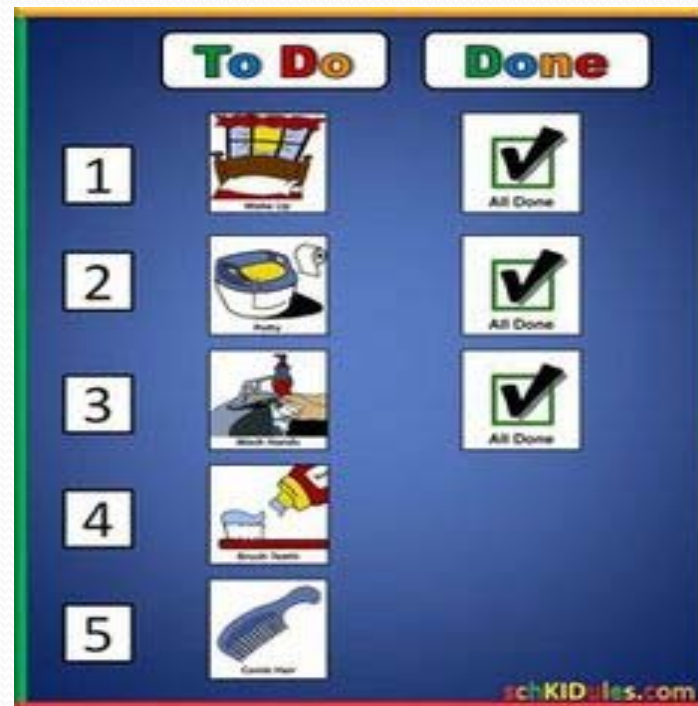 To Do Done
1 Wake Up All Done
2 Potty All Done
3 Wash Hands All Done
4 Brush Teeth
5 Comb Hair
schKIDules.com